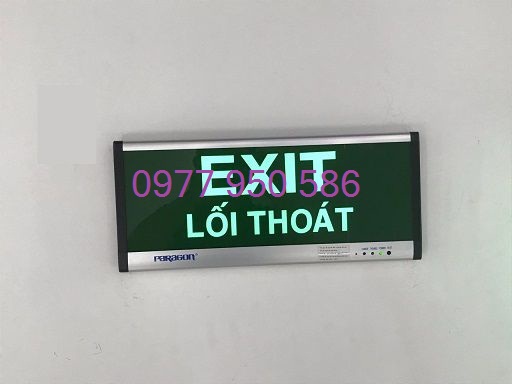 EXIT
0977 950 586
LỐI THOÁT
PARAGON